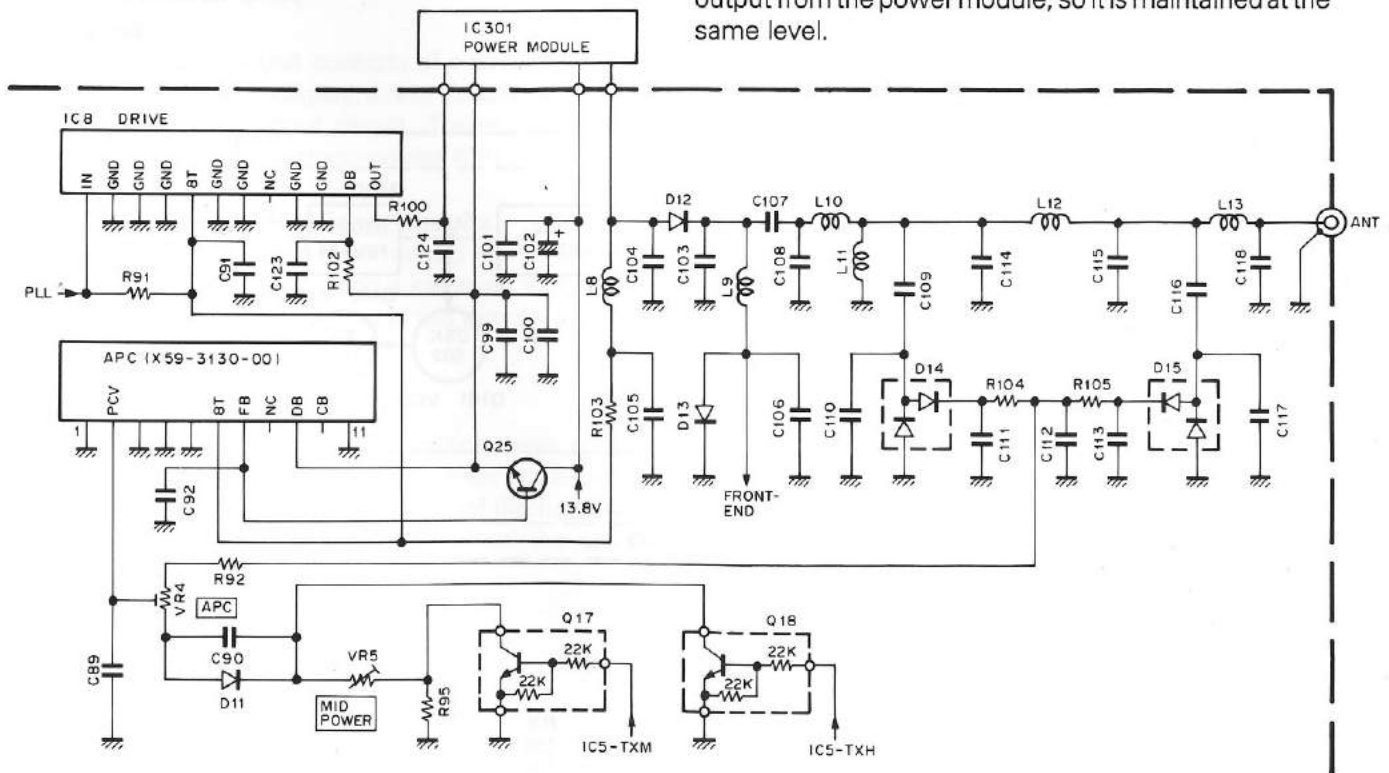 output from the power module, so it is maintained at the
same level.
IC301
POWER MODULE
IC8 DRIVE
IN GND GND GND 8T GND GND NC GND GND DB OUT
R100
C124
C101
C102
+
D12
C107
L10
L12
L13
ANT
PLL
R91
C91
C123
R102
C99
C100
L8
C104
C103
L9
C108
L11
C109
C114
C115
C116
C118
APC (X59-3130-00)
PCV 8T FB NC DB CB
1
11
C92
Q25
13.8V
R103
C105
D13
C106
FRONT-
END
C110
D14
R104
C111
C112
R105
C113
D15
C117
R92
VR4
APC
C90
D11
C89
VR5
MID
POWER
R95
Q17
22K
22K
IC5-TXM
Q18
22K
22K
IC5-TXH